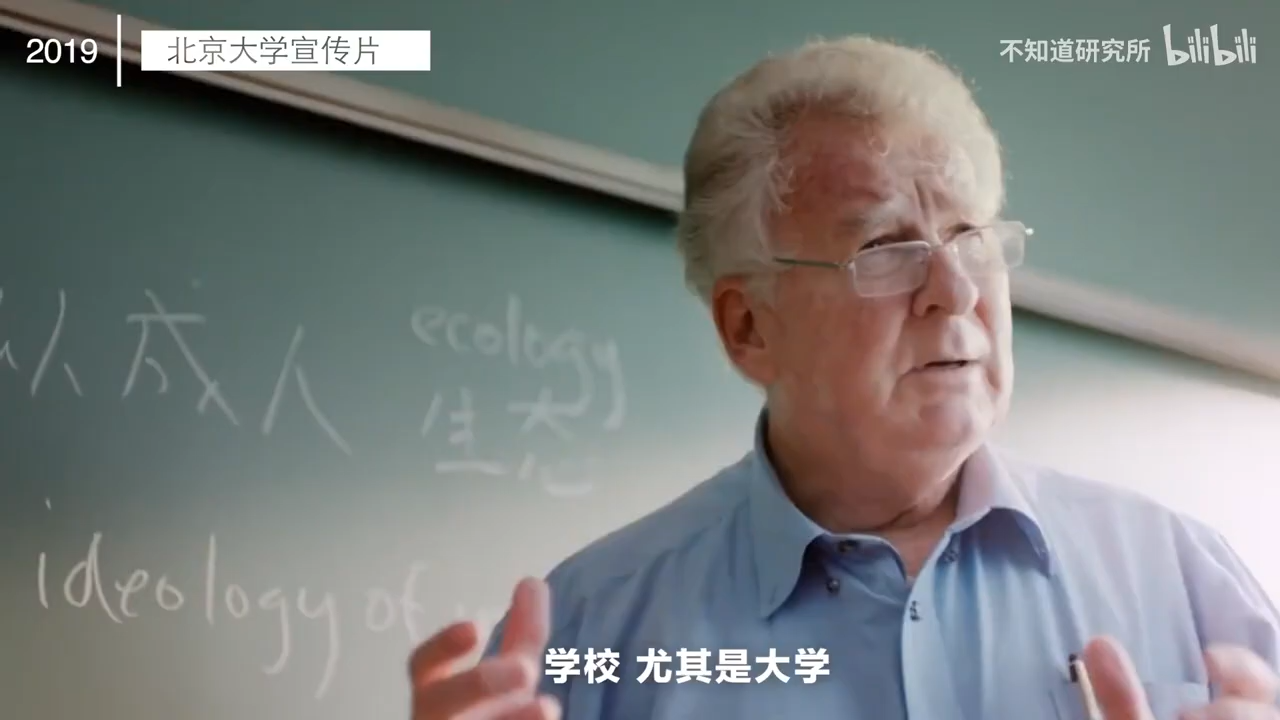 2019
北京大学宣传片
不知道研究所 bilibili
以成人
ecology
生态
ideology of
学校 尤其是大学